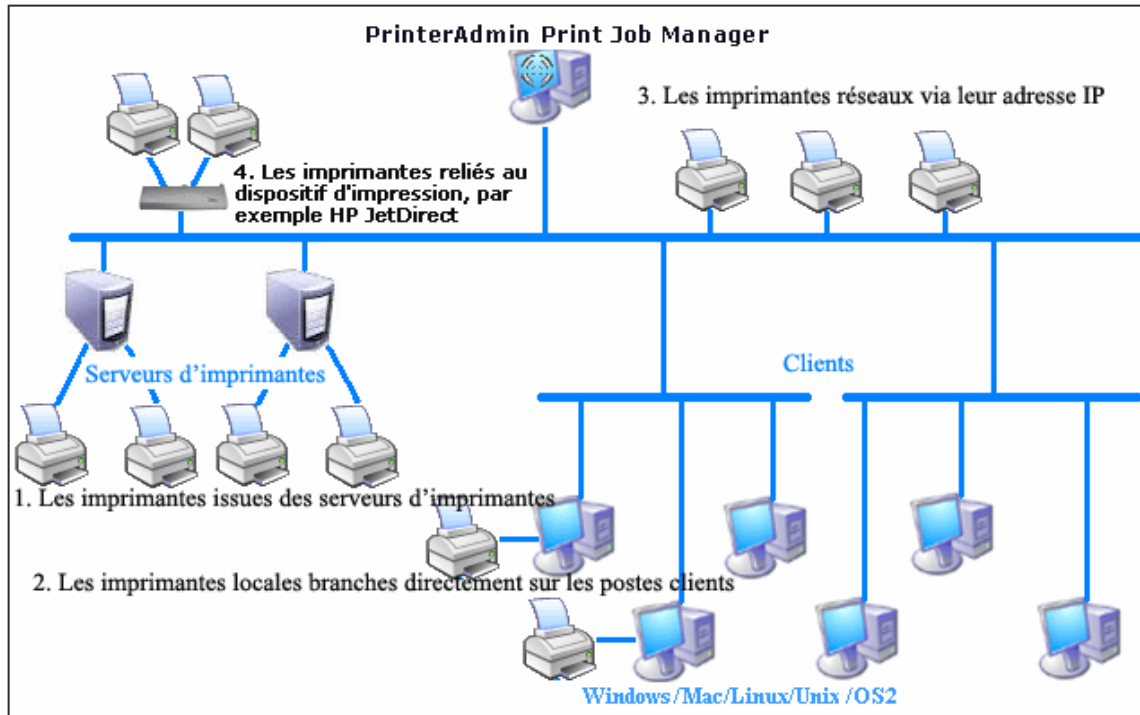 PrinterAdmin Print Job Manager
3. Les imprimantes réseaux via leur adresse IP
4. Les imprimantes reliés au
dispositif d'impression, par
exemple HP JetDirect
Serveurs d’imprimantes
Clients
1. Les imprimantes issues des serveurs d’imprimantes
2. Les imprimantes locales branches directement sur les postes clients
Windows/Mac/Linux/Unix /OS2